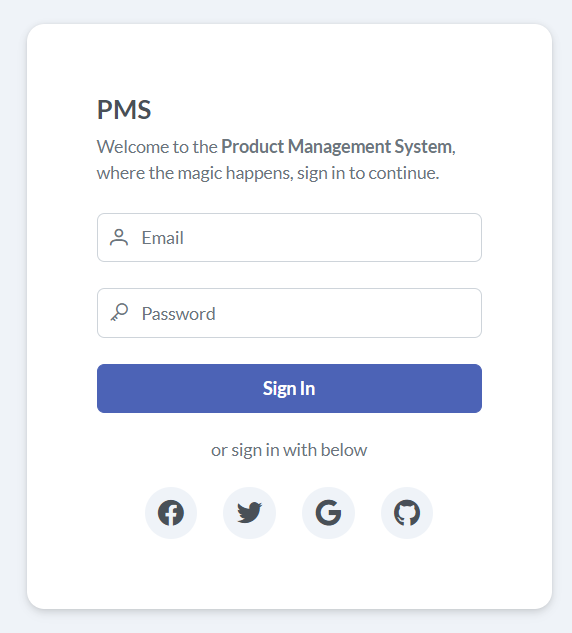 PMS
Welcome to the Product Management System,
where the magic happens, sign in to continue.
Email
Password
Sign In
or sign in with below